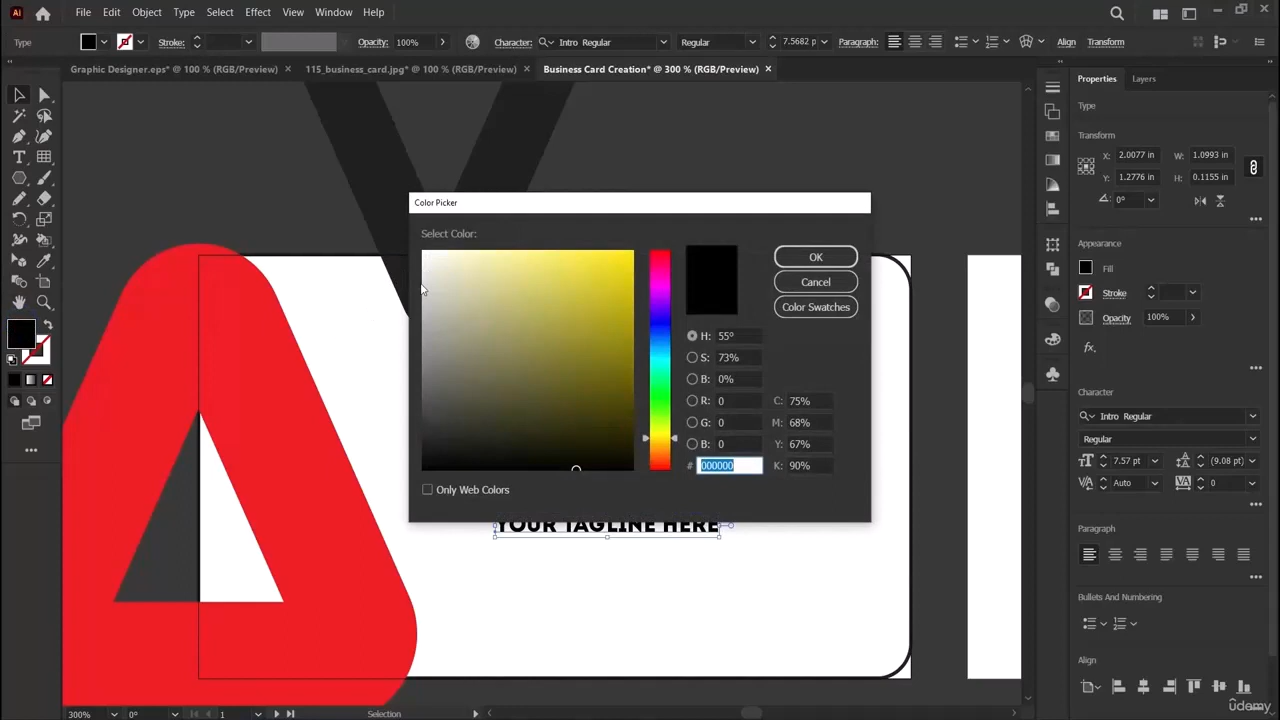 Ai File Edit Object Type Select Effect View Window Help
Type Stroke: Opacity: 100% Character: Intro Regular Regular 7.5682 p Paragraph: Align Transform
Graphic Designer.eps* @ 100 % (RGB/Preview) × 115_business_card.jpg* @ 100 % (RGB/Preview) × Business Card Creation* @ 300 % (RGB/Preview) ×
Properties Layers
Type
Transform
X: 2.0077 in W: 1.0993 in
Y: 1.2776 in H: 0.1155 in
0°
Appearance
Fill
Stroke
Opacity 100%
fx.
Character
Intro Regular
Regular
7.57 pt (9.08 pt)
Auto 0
Paragraph
Bullets And Numbering
Align
Color Picker
Select Color:
OK
Cancel
Color Swatches
H: 55°
S: 73%
B: 0%
R: 0 C: 75%
G: 0 M: 68%
B: 0 Y: 67%
# 000000 K: 90%
Only Web Colors
YOUR TAGLINE HERE
300% 0° 1 Selection
udemy